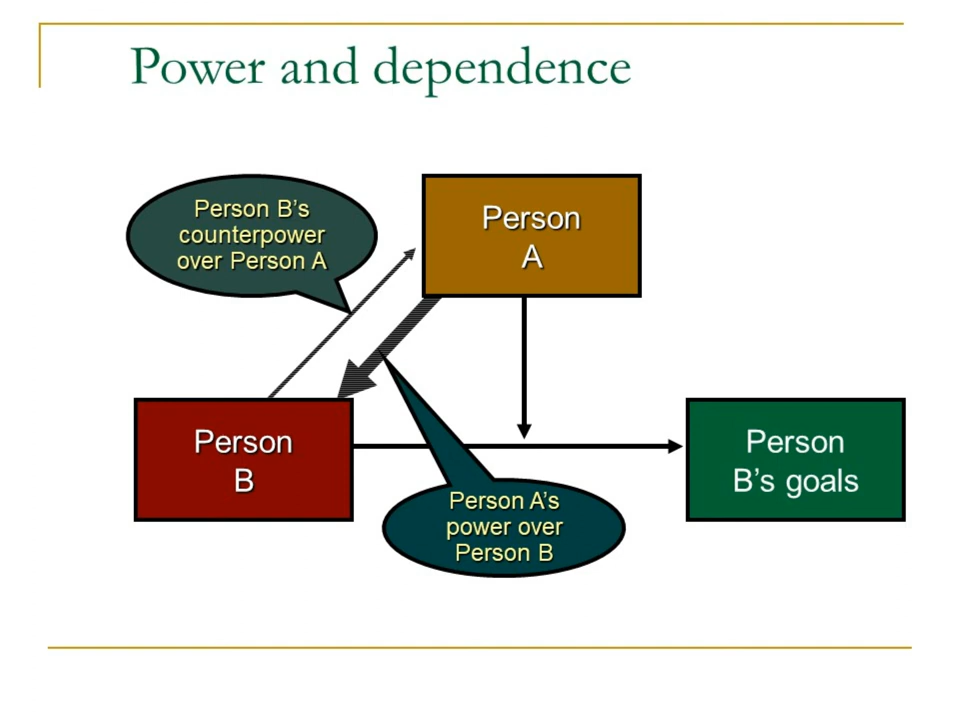 Power and dependence
Person B’s
counterpower
over Person A
Person
A
Person
B
Person
B’s goals
Person A’s
power over
Person B